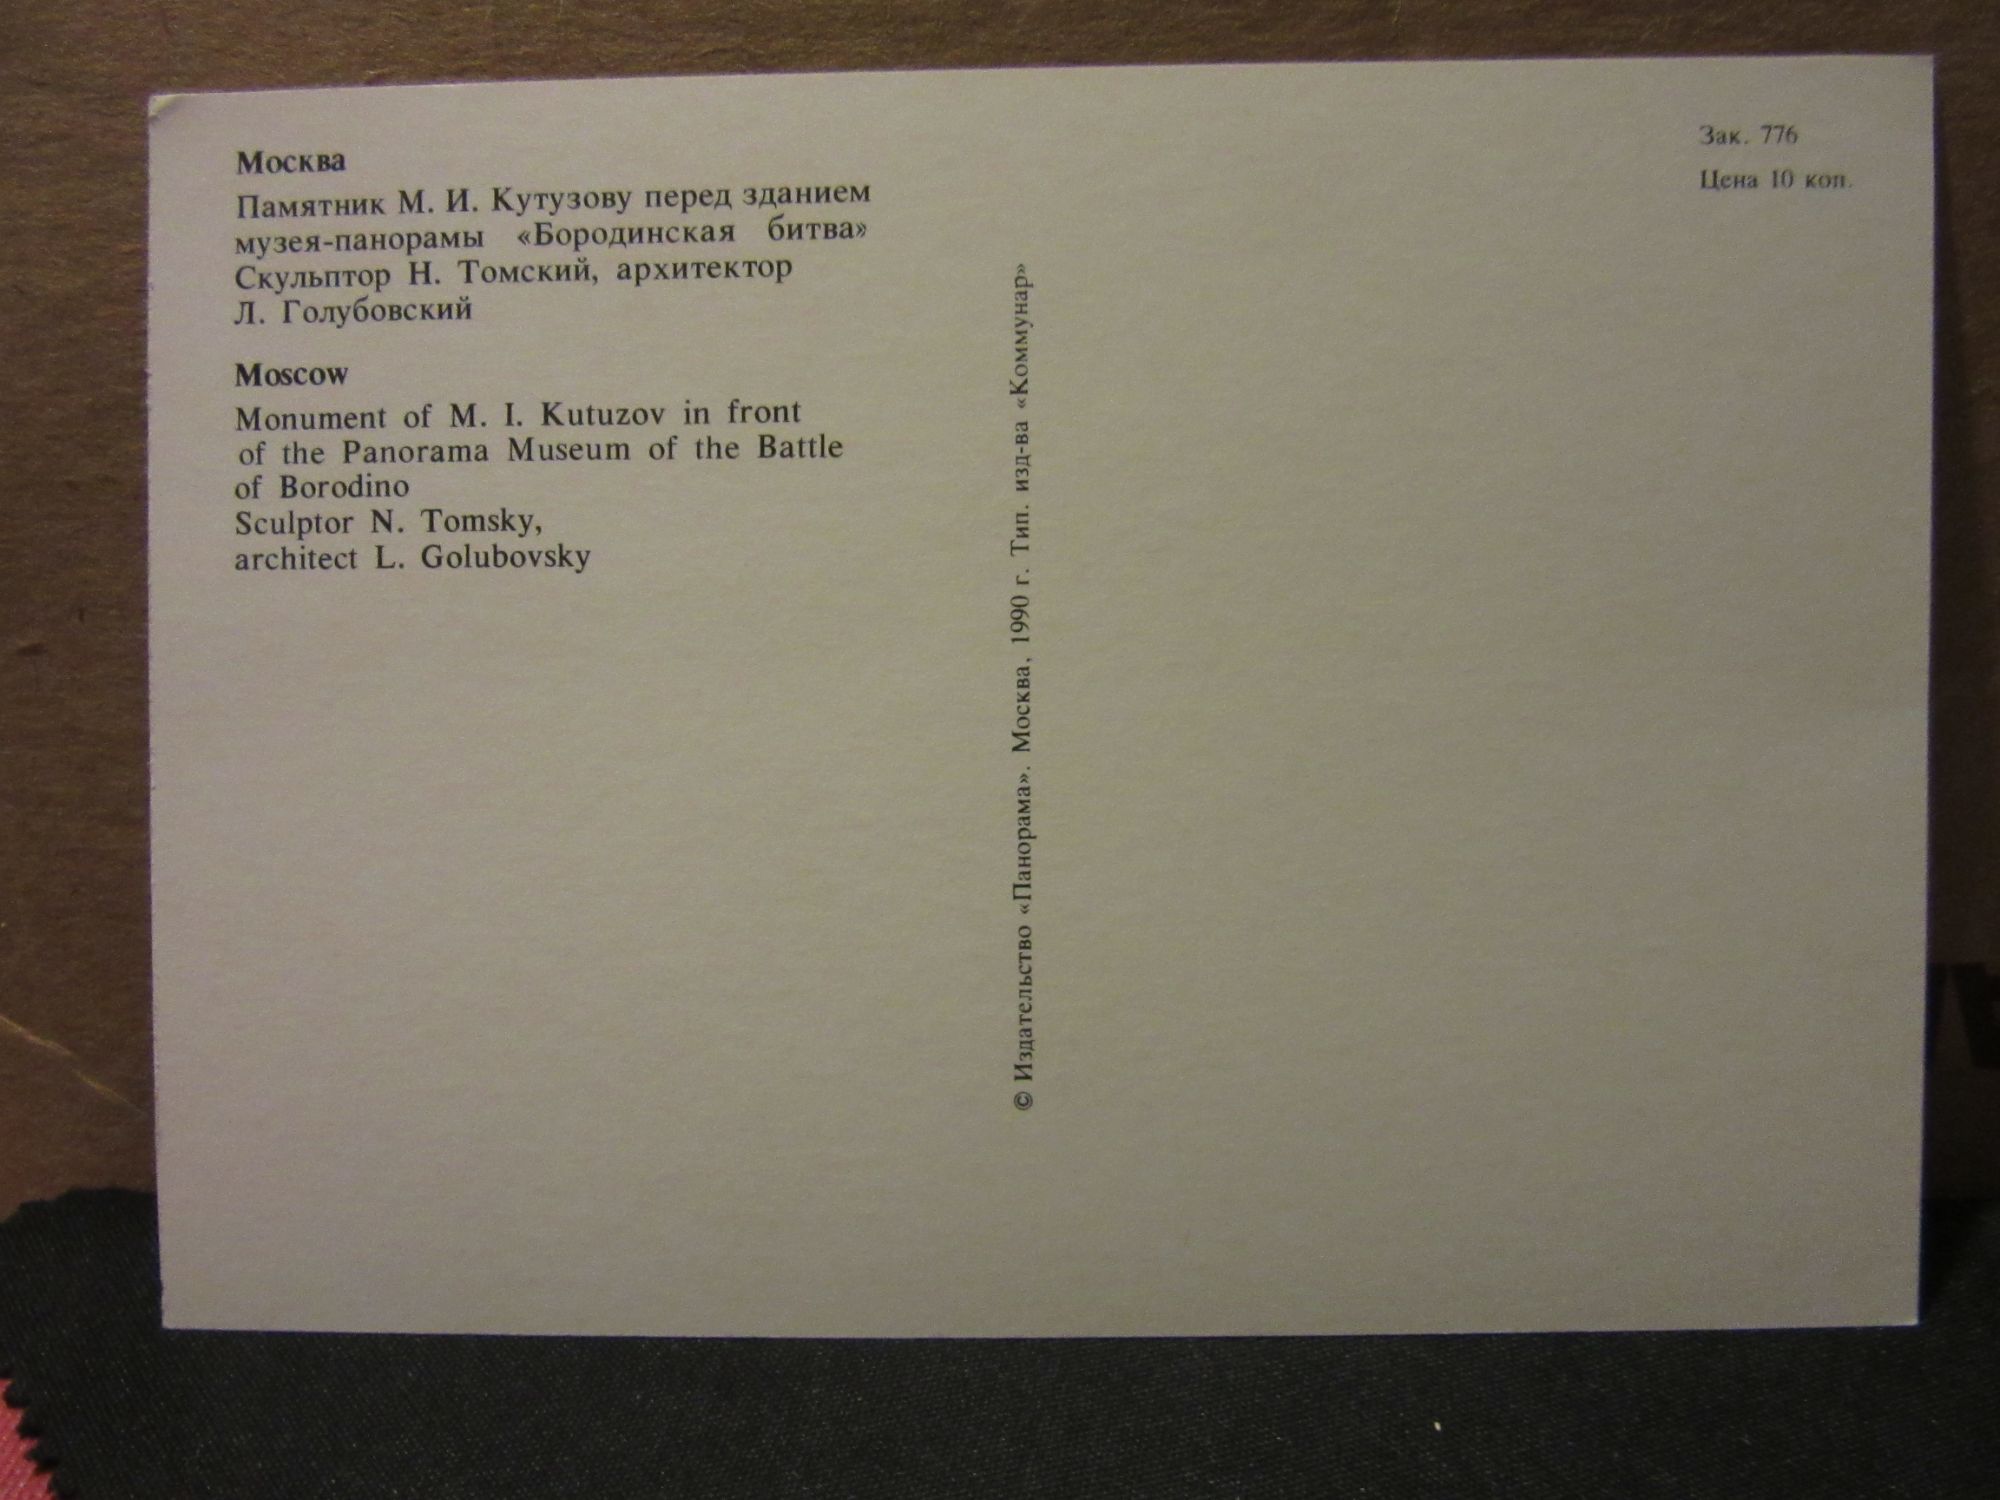 Москва
Памятник М. И. Кутузову перед зданием
музея-панорамы «Бородинская битва»
Скульптор Н. Томский, архитектор
Л. Голубовский
Moscow
Monument of M. I. Kutuzov in front
of the Panorama Museum of the Battle
of Borodino
Sculptor N. Tomsky,
architect L. Golubovsky
© Издательство «Панорама». Москва, 1990 г. Тип. изд-ва «Коммунар»
Зак. 776
Цена 10 коп.